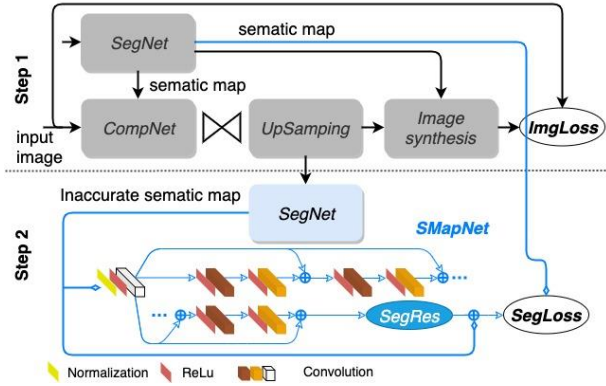 Step 1
SegNet
sematic map
sematic map
input
image
CompNet
UpSamping
Image
synthesis
ImgLoss
Step 2
Inaccurate sematic map
SegNet
SMapNet
SegRes
SegLoss
Normalization
ReLu
Convolution